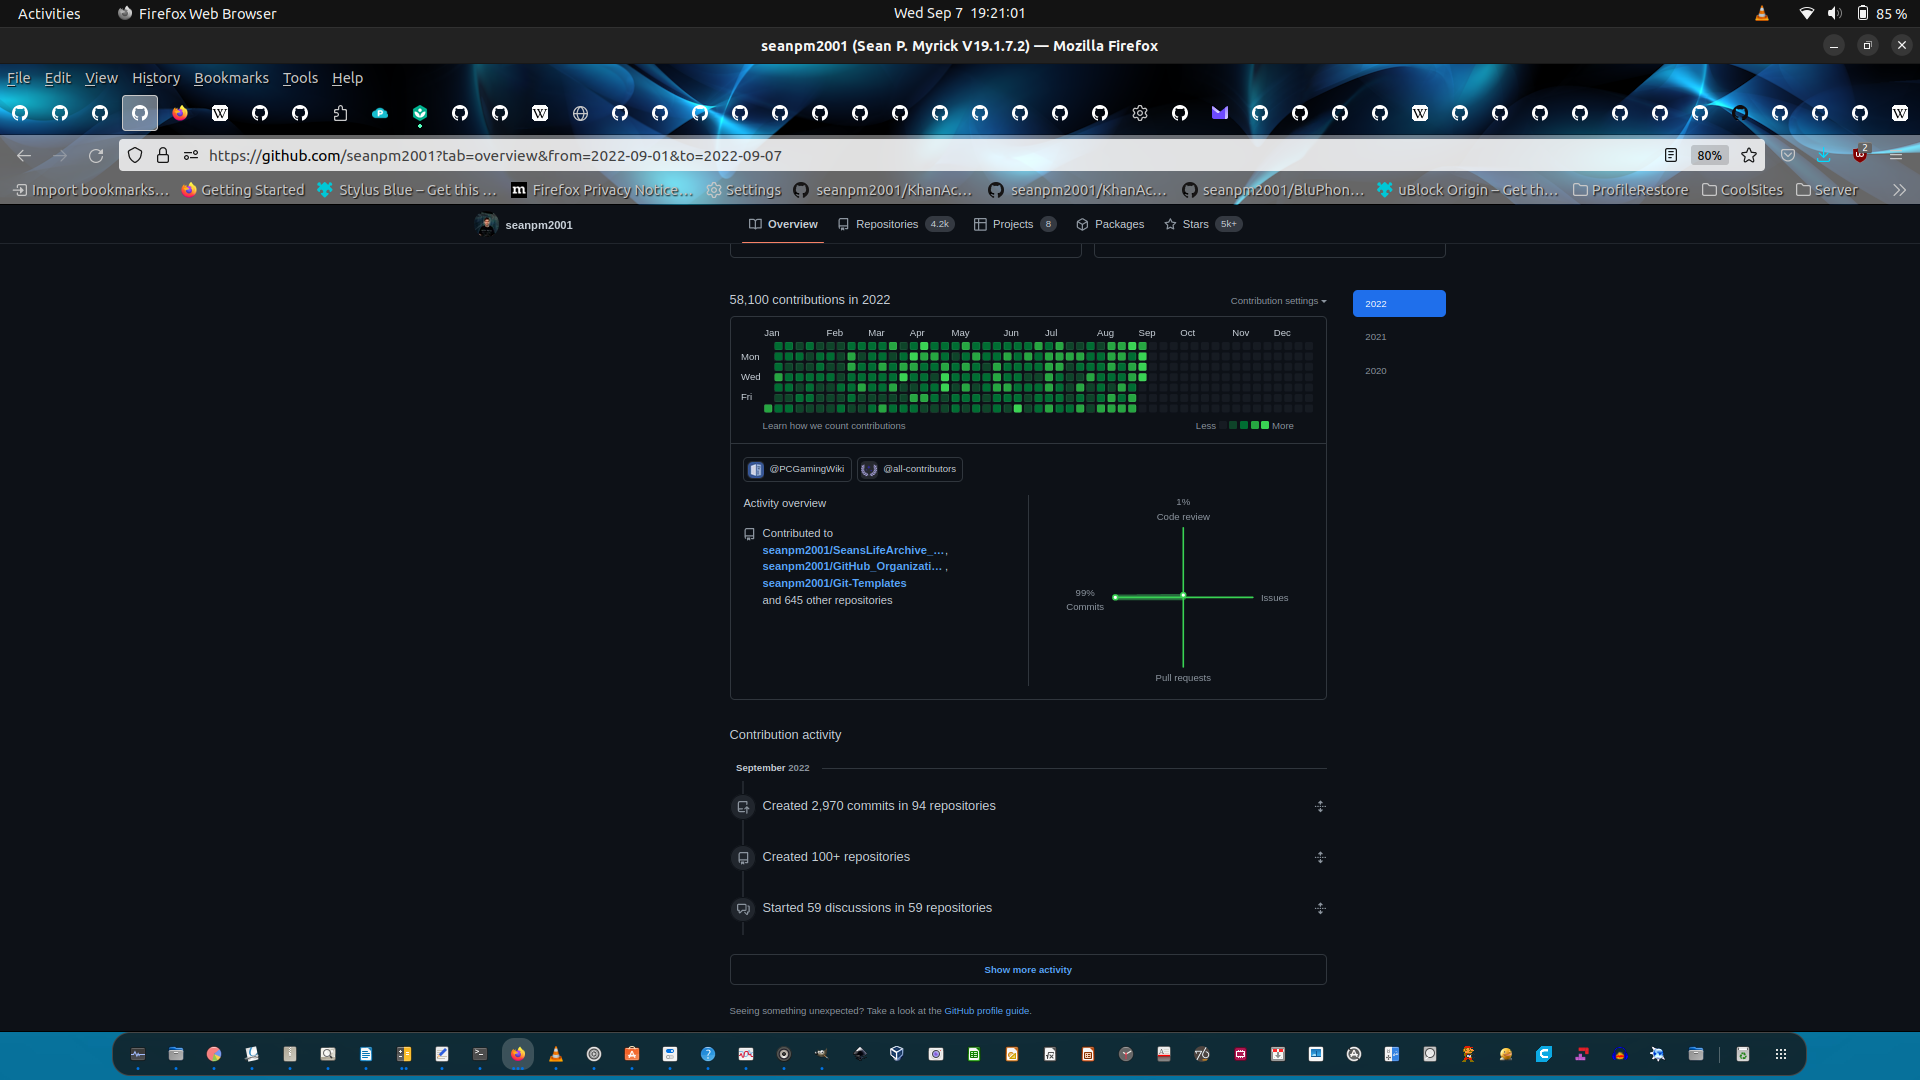 Activities Firefox Web Browser Wed Sep 7 19:21:01 85 %
seanpm2001 (Sean P. Myrick V19.1.7.2) — Mozilla Firefox
File Edit View History Bookmarks Tools Help
https://github.com/seanpm2001?tab=overview&from=2022-09-01&to=2022-09-07 80% 2
Import bookmarks… Getting Started Stylus Blue – Get this … Firefox Privacy Notice… Settings seanpm2001/KhanAc… seanpm2001/KhanAc… seanpm2001/BluPhon… uBlock Origin – Get th… ProfileRestore CoolSites Server
seanpm2001 Overview Repositories 4.2k Projects 8 Packages Stars 5k+
58,100 contributions in 2022 Contribution settings 2022
Jan Feb Mar Apr May Jun Jul Aug Sep Oct Nov Dec
2021
Mon
2020
Wed
Fri
Learn how we count contributions Less More
@PCGamingWiki @all-contributors
Activity overview
1%
Code review
Contributed to
seanpm2001/SeansLifeArchive_…,
seanpm2001/GitHub_Organizati… ,
seanpm2001/Git-Templates
and 645 other repositories
99%
Commits
Issues
Pull requests
Contribution activity
September 2022
Created 2,970 commits in 94 repositories
Created 100+ repositories
Started 59 discussions in 59 repositories
Show more activity
Seeing something unexpected? Take a look at the GitHub profile guide.